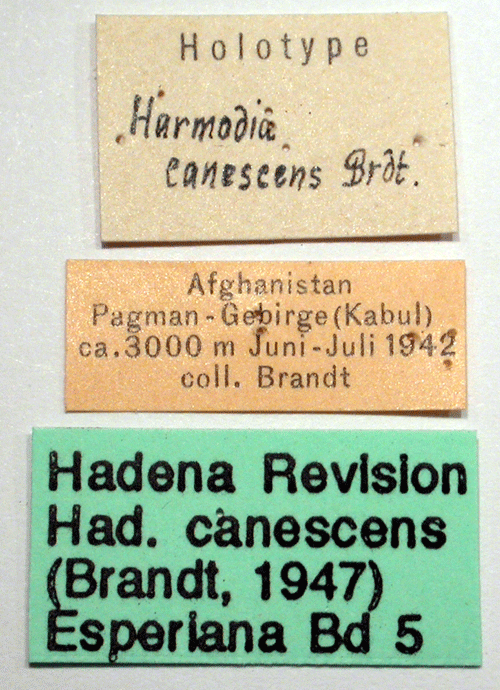 Holotype
Harmodia
canescens Brdt.
Afghanistan
Pagman-Gebirge (Kabul)
ca. 3000 m Juni-Juli 1942
coll. Brandt
Hadena Revision
Had. canescens
(Brandt, 1947)
Esperiana Bd 5